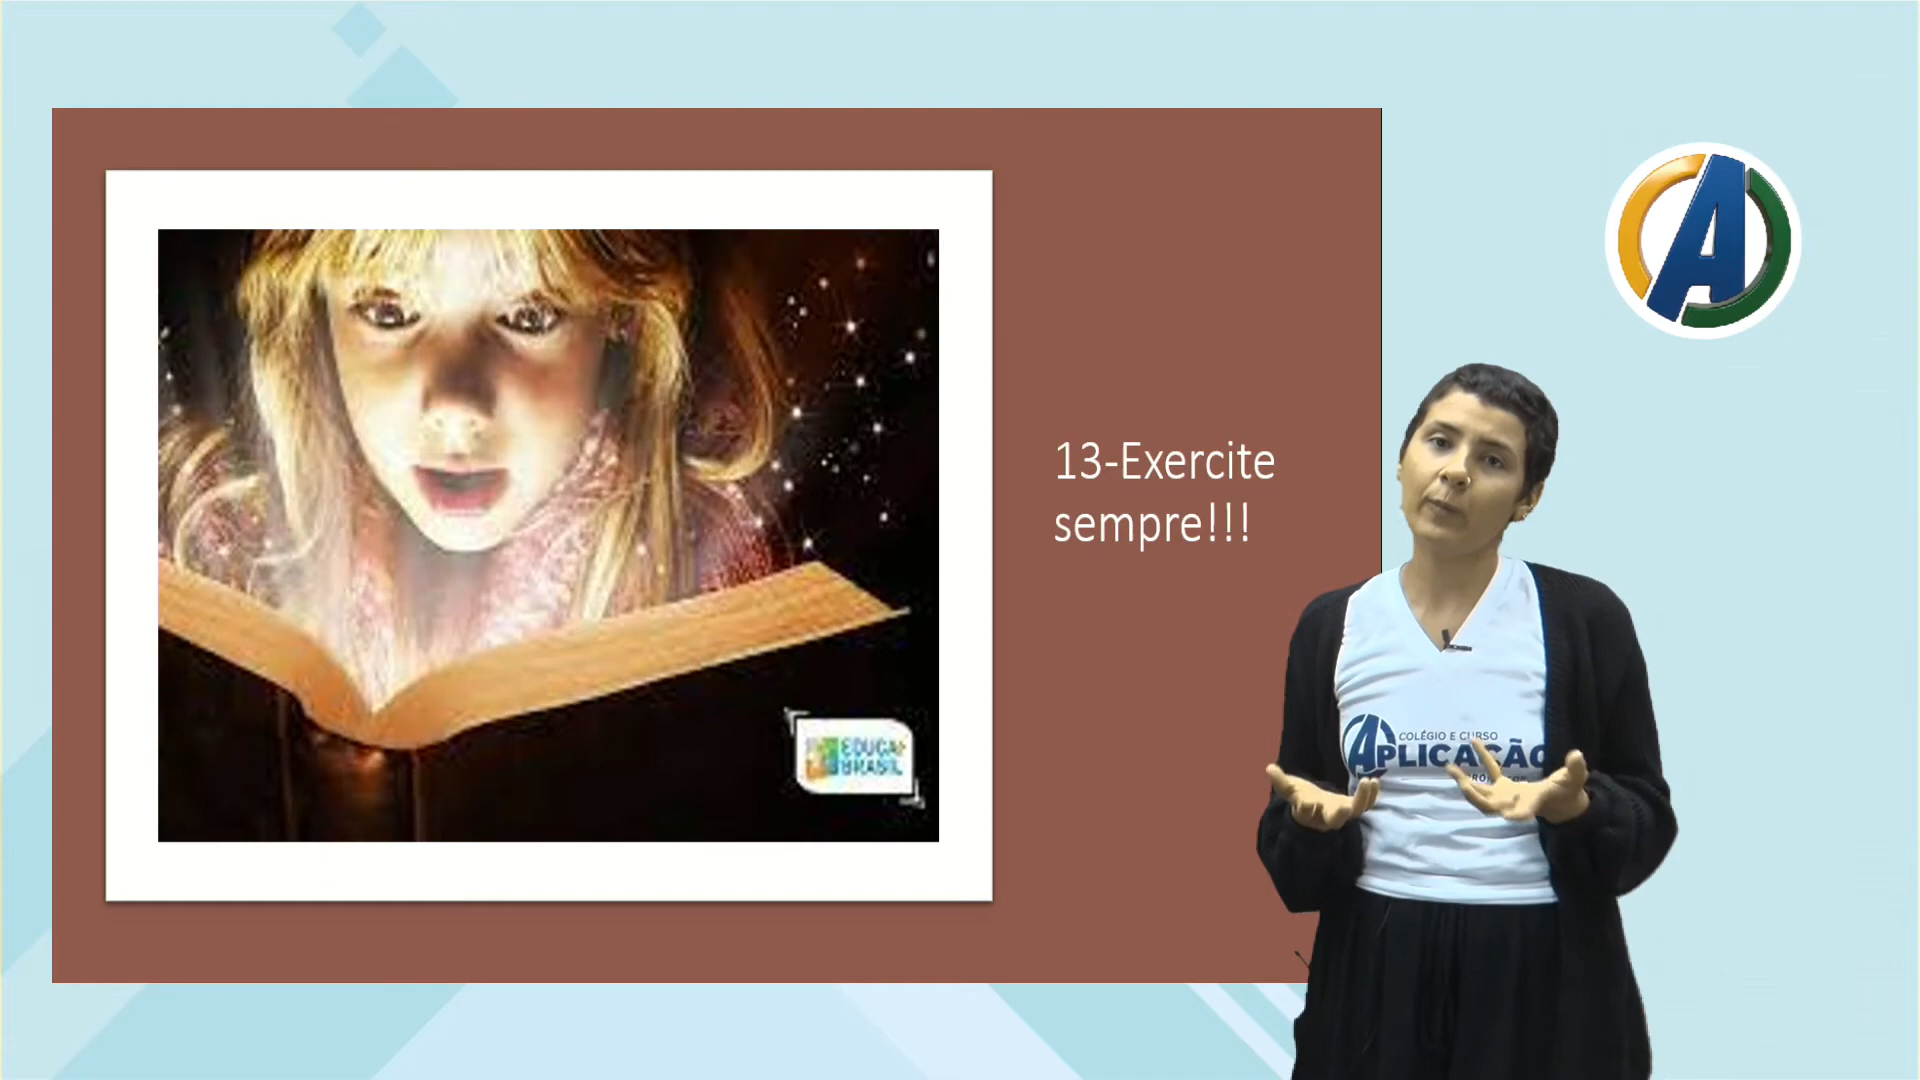 13-Exercite
sempre!!!
EDUCA+
BRASIL
COLÉGIO E CURSO
APLICAÇÃO
A